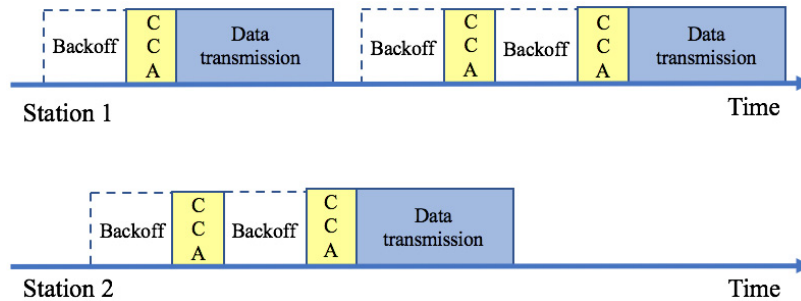 Backoff
C
C
A
Data
transmission
Backoff
C
C
A
Backoff
C
C
A
Data
transmission
Station 1
Time
Backoff
C
C
A
Backoff
C
C
A
Data
transmission
Station 2
Time